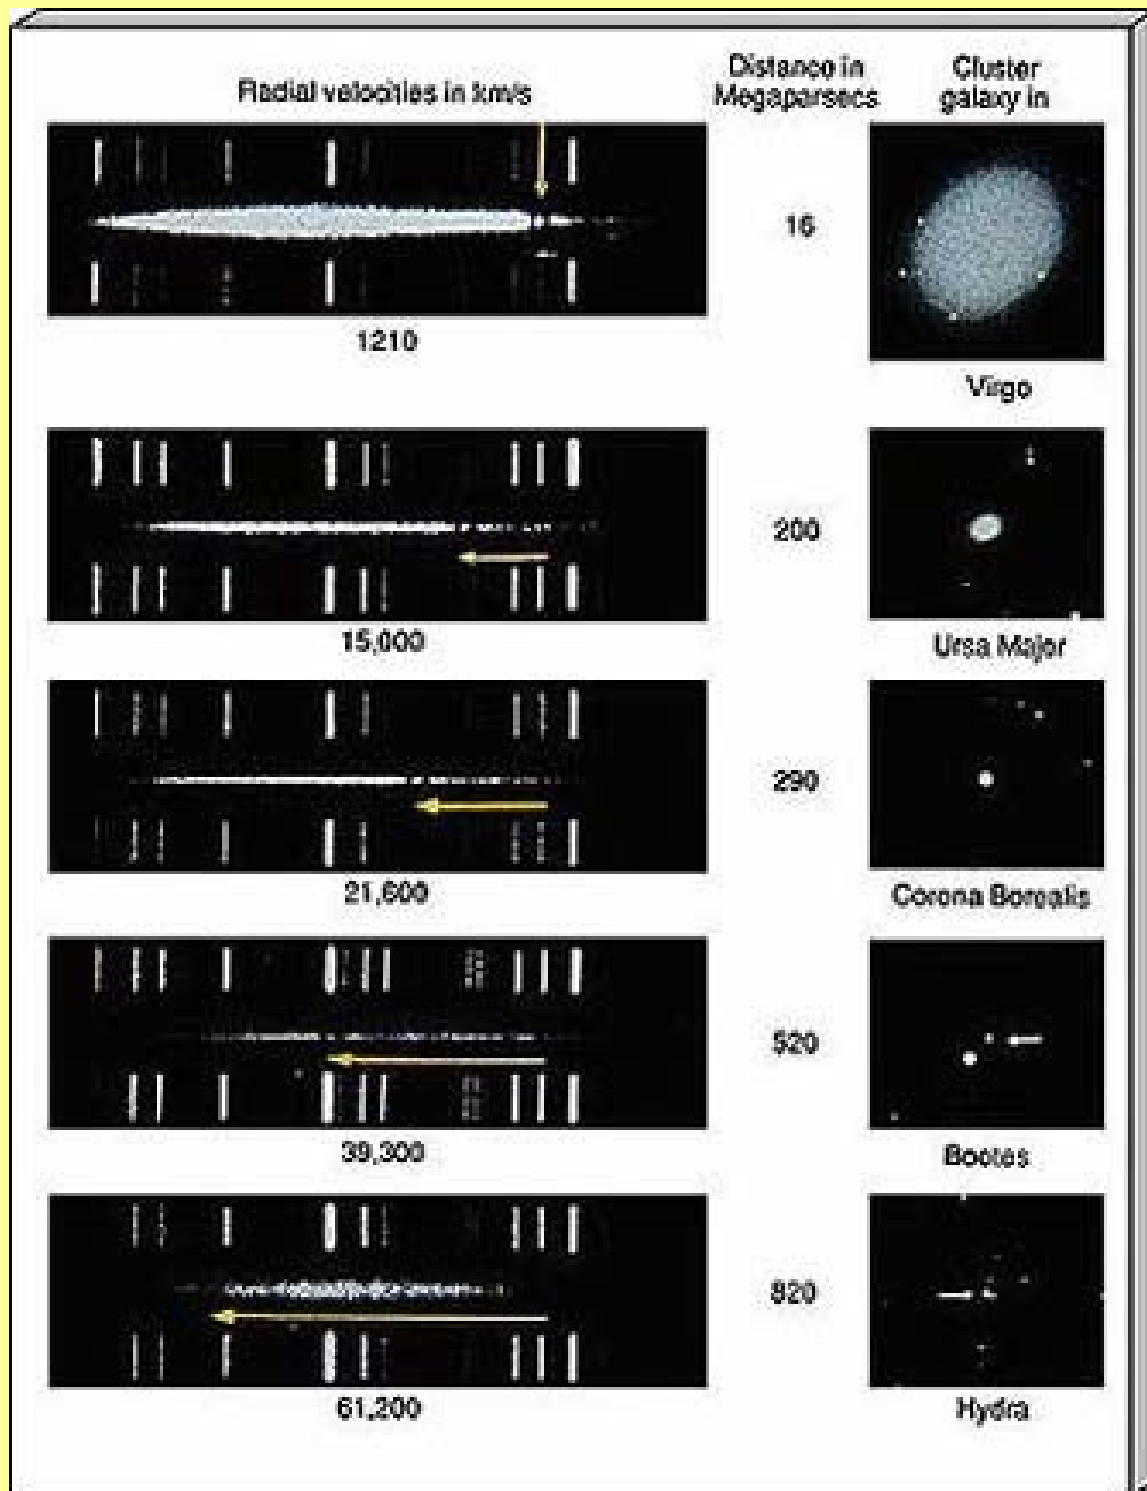 Radial velocities in km/s
Distance in
Megaparsecs
Cluster
galaxy in
1210
16
Virgo
15,000
200
Ursa Major
21,600
290
Corona Borealis
39,300
520
Bootes
61,200
820
Hydra